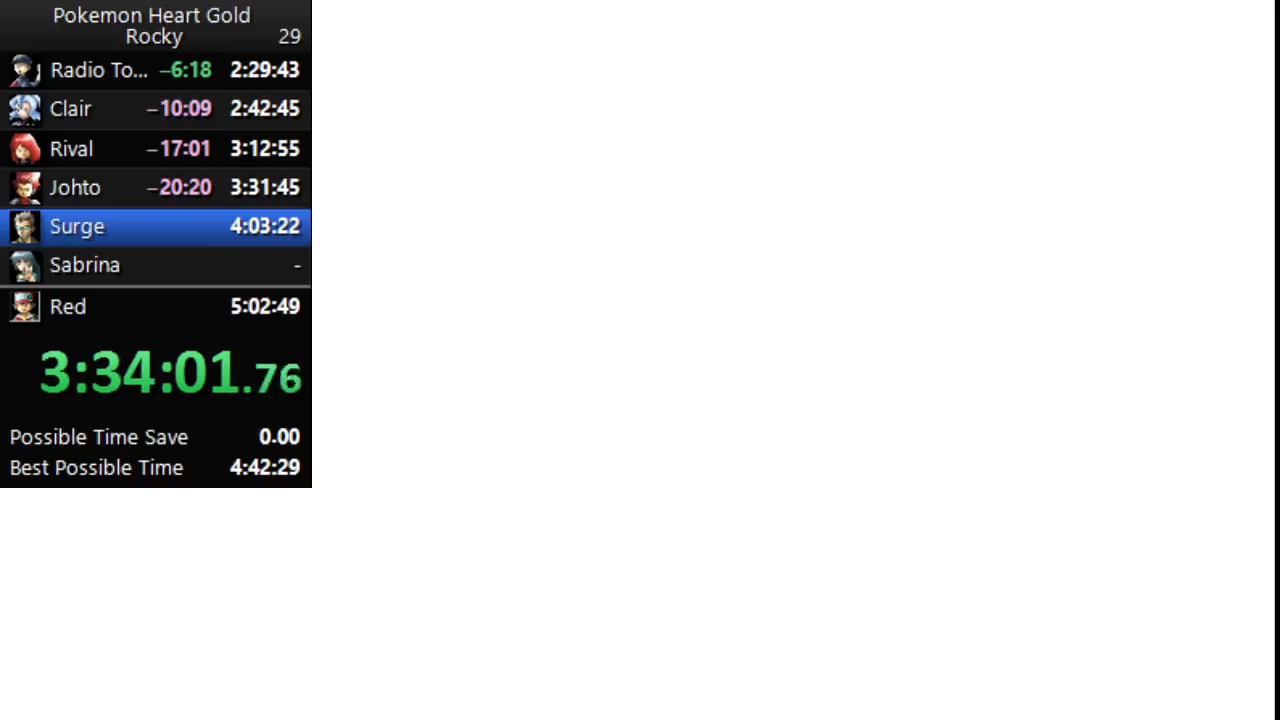 Pokemon Heart Gold
Rocky 29
Radio To... −6:18 2:29:43
Clair −10:09 2:42:45
Rival −17:01 3:12:55
Johto −20:20 3:31:45
Surge 4:03:22
Sabrina -
Red 5:02:49
3:34:01.76
Possible Time Save 0.00
Best Possible Time 4:42:29